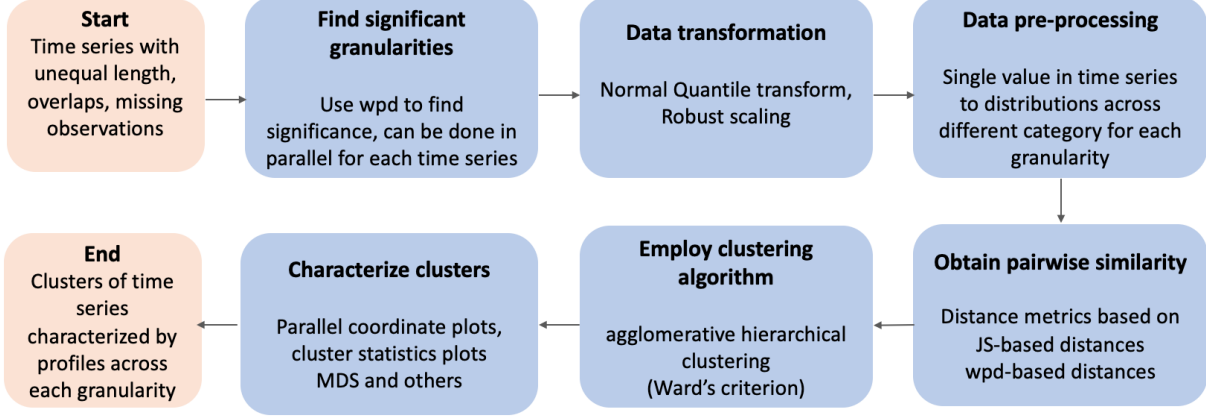 Start
Time series with
unequal length,
overlaps, missing
observations
Find significant
granularities
Use wpd to find
significance, can be done in
parallel for each time series
Data transformation
Normal Quantile transform,
Robust scaling
Data pre-processing
Single value in time series
to distributions across
different category for each
granularity
Obtain pairwise similarity
Distance metrics based on
JS-based distances
wpd-based distances
Employ clustering
algorithm
agglomerative hierarchical
clustering
(Ward's criterion)
Characterize clusters
Parallel coordinate plots,
cluster statistics plots
MDS and others
End
Clusters of time
series
characterized by
profiles across
each granularity